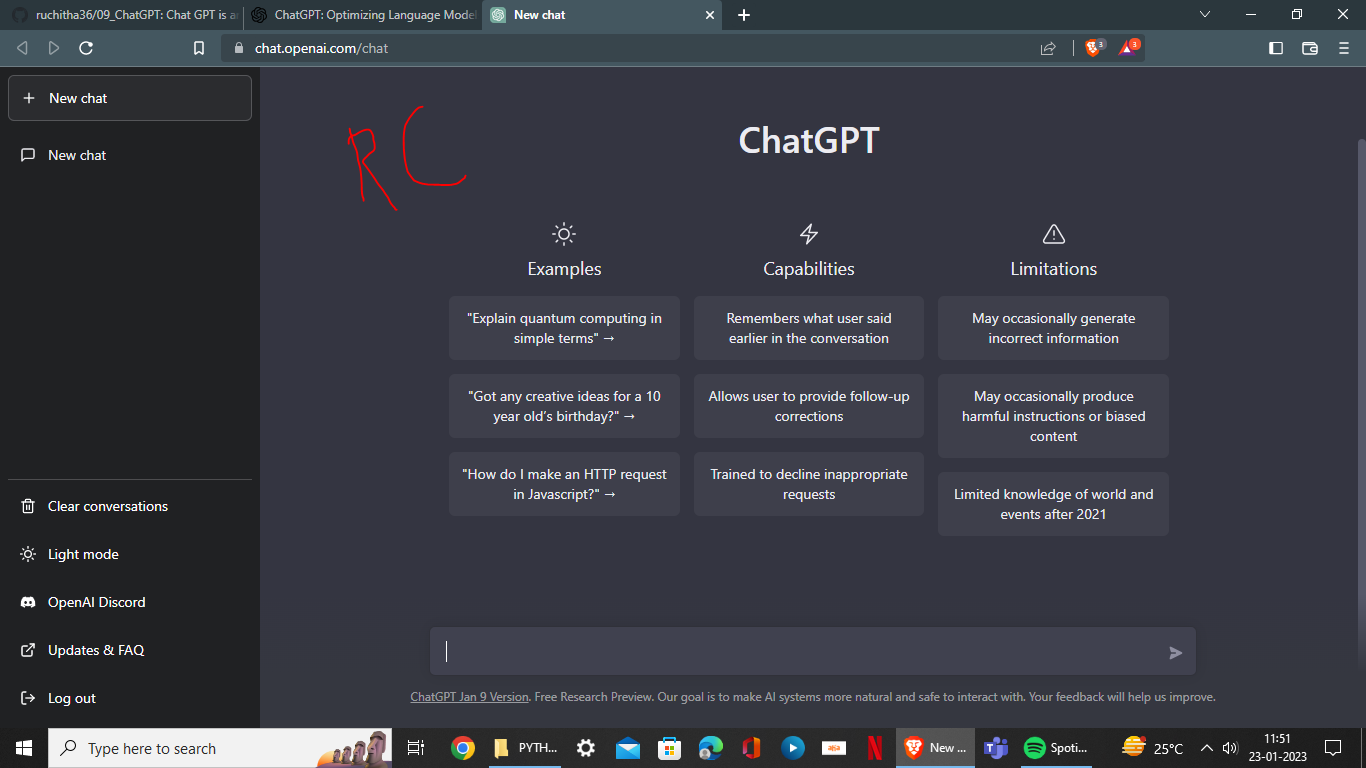 ruchitha36/09_ChatGPT: Chat GPT is a
ChatGPT: Optimizing Language Model
New chat
chat.openai.com/chat
3
3
New chat
New chat
RC
ChatGPT
Examples
Capabilities
Limitations
"Explain quantum computing in
simple terms" →
Remembers what user said
earlier in the conversation
May occasionally generate
incorrect information
"Got any creative ideas for a 10
year old's birthday?" →
Allows user to provide follow-up
corrections
May occasionally produce
harmful instructions or biased
content
"How do I make an HTTP request
in Javascript?" →
Trained to decline inappropriate
requests
Limited knowledge of world and
events after 2021
Clear conversations
Light mode
OpenAI Discord
Updates & FAQ
Log out
ChatGPT Jan 9 Version. Free Research Preview. Our goal is to make AI systems more natural and safe to interact with. Your feedback will help us improve.
Type here to search
PYTH...
New ...
Spoti...
25°C
11:51
23-01-2023